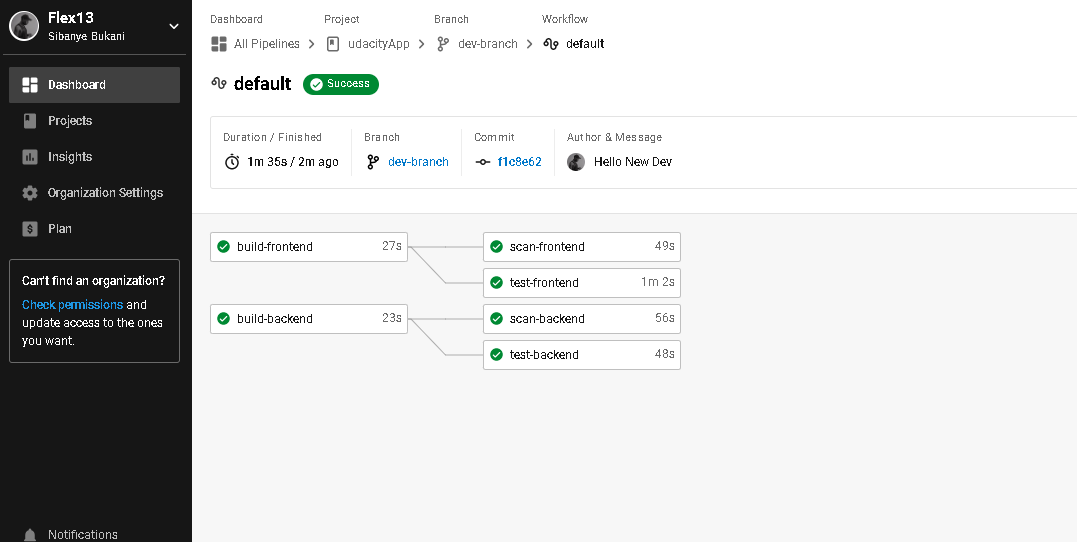 Flex13
Sibanye Bukani
Dashboard
Projects
Insights
Organization Settings
Plan
Can't find an organization?
Check permissions and
update access to the ones
you want.
Notifications
Dashboard Project Branch Workflow
All Pipelines udacityApp dev-branch default
default Success
Duration / Finished Branch Commit Author & Message
1m 35s / 2m ago dev-branch f1c8e62 Hello New Dev
build-frontend 27s scan-frontend 49s
test-frontend 1m 2s
build-backend 23s scan-backend 56s
test-backend 48s